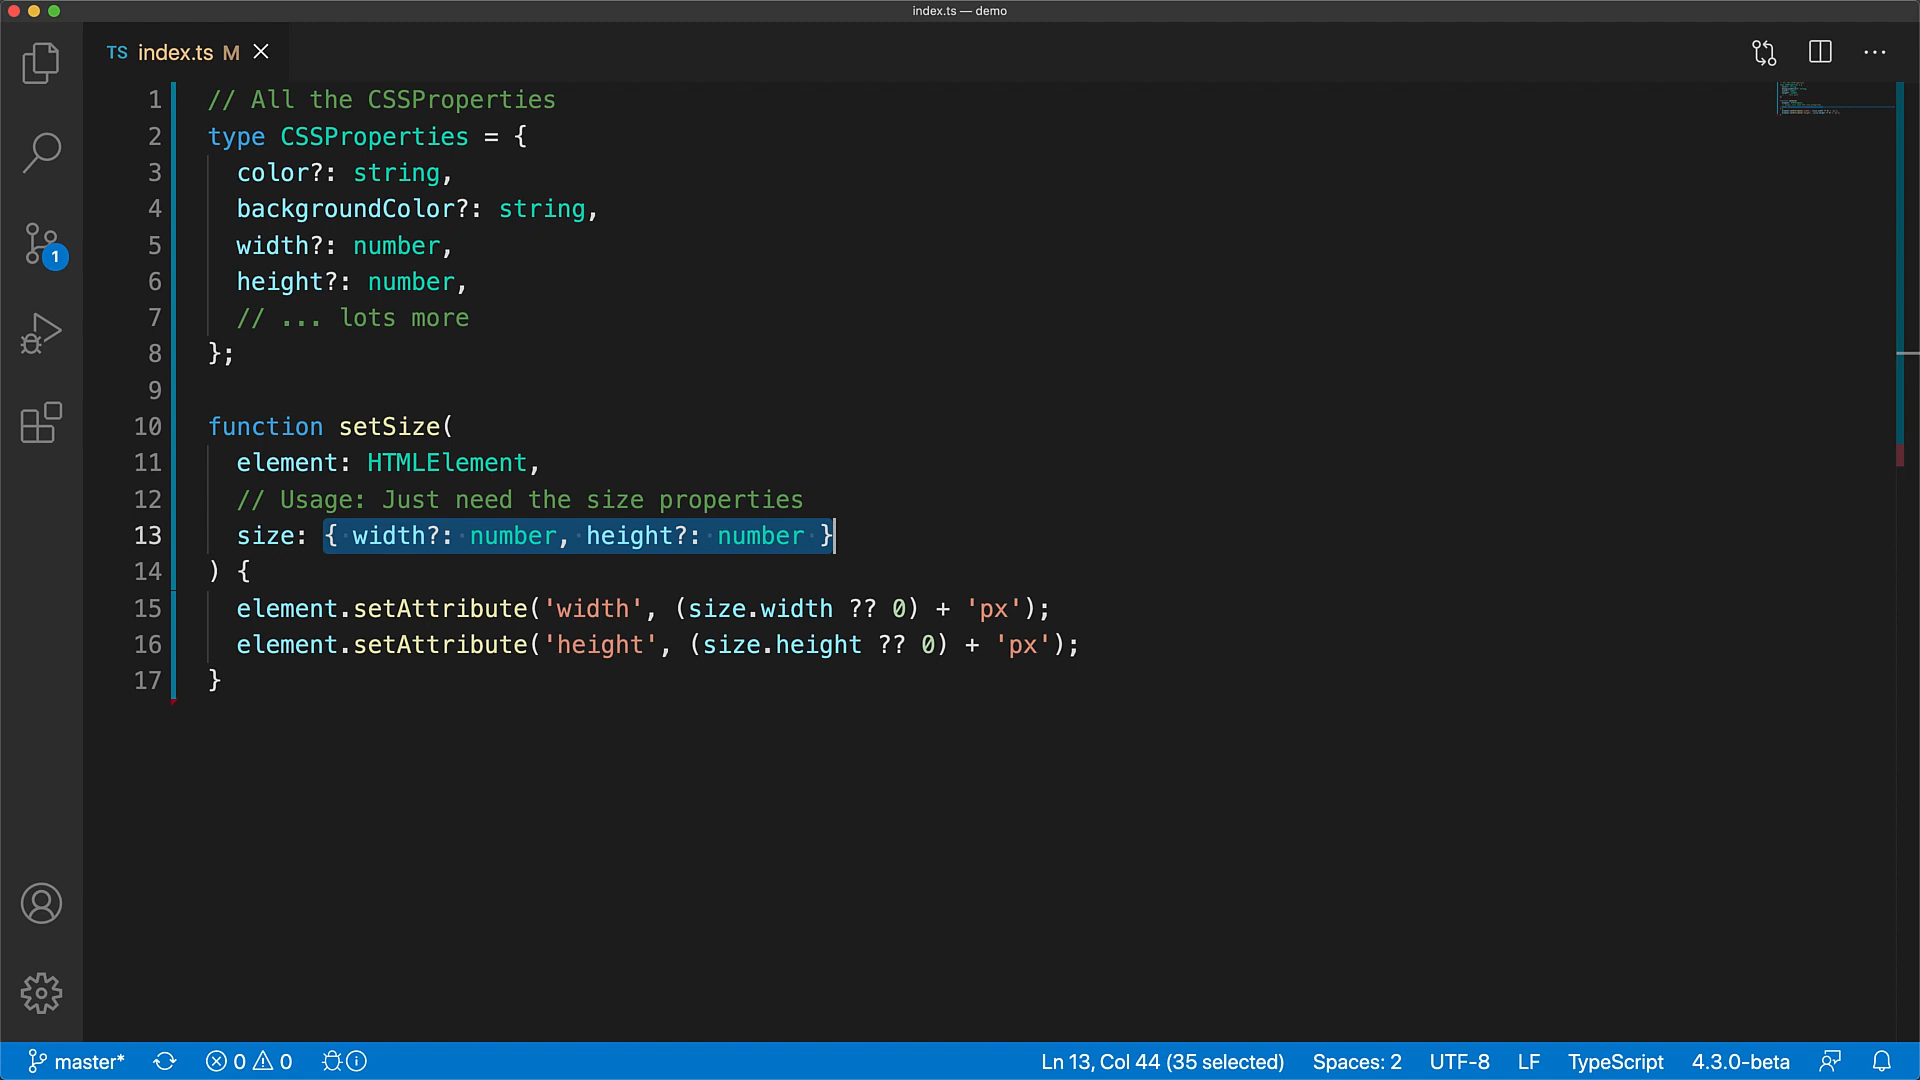 index.ts — demo
TS index.ts M
1 // All the CSSProperties
2 type CSSProperties = {
3 color?: string,
4 backgroundColor?: string,
5 width?: number,
6 height?: number,
7 // ... lots more
8 };
9
10 function setSize(
11 element: HTMLElement,
12 // Usage: Just need the size properties
13 size: { width?: number, height?: number }
14 ) {
15 element.setAttribute('width', (size.width ?? 0) + 'px');
16 element.setAttribute('height', (size.height ?? 0) + 'px');
17 }
1
master* 0 0 Ln 13, Col 44 (35 selected) Spaces: 2 UTF-8 LF TypeScript 4.3.0-beta